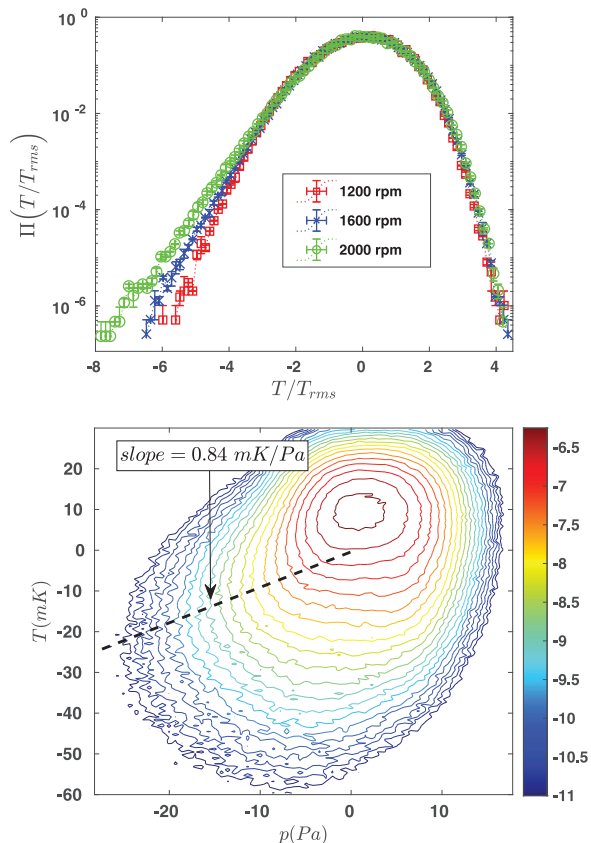 10^0
10^-2
10^-4
10^-6
Π(T/T_rms)
1200 rpm
1600 rpm
2000 rpm
-8 -6 -4 -2 0 2 4
T/T_rms
slope = 0.84 mK/Pa
20
10
0
-10
-20
-30
-40
-50
-60
T(mK)
-20 -10 0 10
p(Pa)
-6.5
-7
-7.5
-8
-8.5
-9
-9.5
-10
-10.5
-11